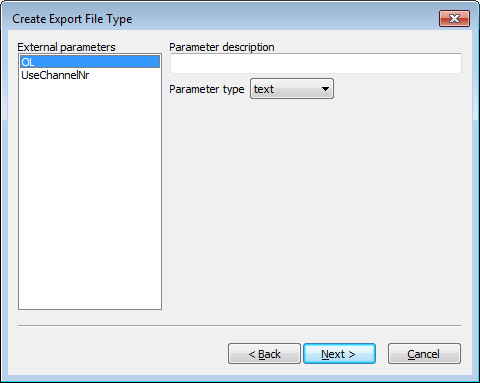 Create Export File Type
External parameters
OL
UseChannelNr
Parameter description
Parameter type text
< Back
Next >
Cancel